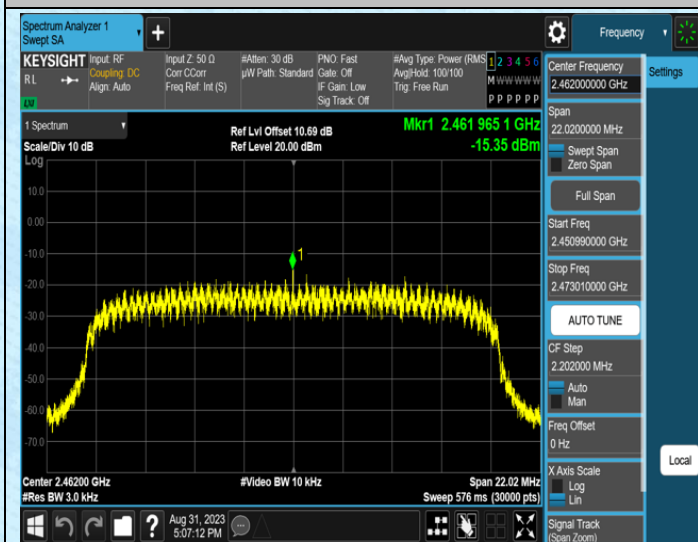 Spectrum Analyzer 1
Swept SA
Frequency
KEYSIGHT
RL
LXI
Input: RF
Coupling: DC
Align: Auto
Input Z: 50 Ω
Corr CCorr
Freq Ref: Int (S)
#Atten: 30 dB
µW Path: Standard
PNO: Fast
Gate: Off
IF Gain: Low
Sig Track: Off
#Avg Type: Power (RMS
Avg|Hold: 100/100
Trig: Free Run
1 2 3 4 5 6
M W W W W W
P P P P P P
1 Spectrum
Scale/Div 10 dB
Log
Ref Lvl Offset 10.69 dB
Ref Level 20.00 dBm
Mkr1 2.461 965 1 GHz
-15.35 dBm
10.0
0.00
-10.0
-20.0
-30.0
-40.0
-50.0
-60.0
-70.0
1
Center 2.46200 GHz
#Res BW 3.0 kHz
#Video BW 10 kHz
Span 22.02 MHz
Sweep 576 ms (30000 pts)
Aug 31, 2023
5:07:12 PM
Center Frequency
2.462000000 GHz
Span
22.0200000 MHz
Swept Span
Zero Span
Full Span
Start Freq
2.450990000 GHz
Stop Freq
2.473010000 GHz
AUTO TUNE
CF Step
2.202000 MHz
Auto
Man
Freq Offset
0 Hz
X Axis Scale
Log
Lin
Signal Track
(Span Zoom)
Settings
Local